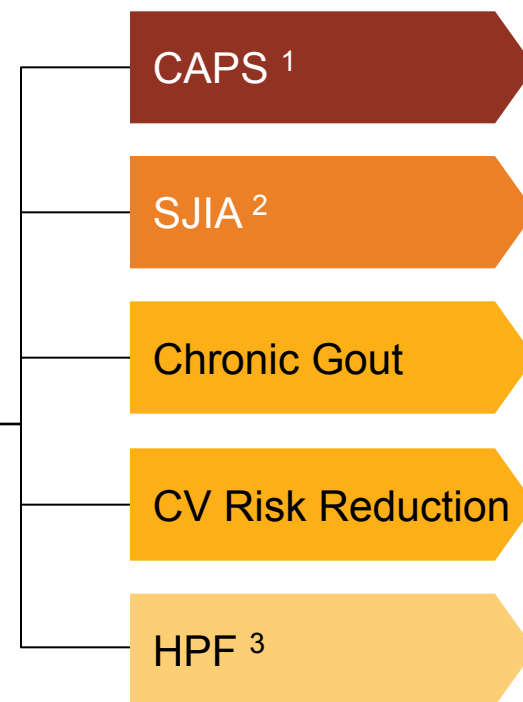 CAPS 1
SJIA 2
Chronic Gout
CV Risk Reduction
HPF 3